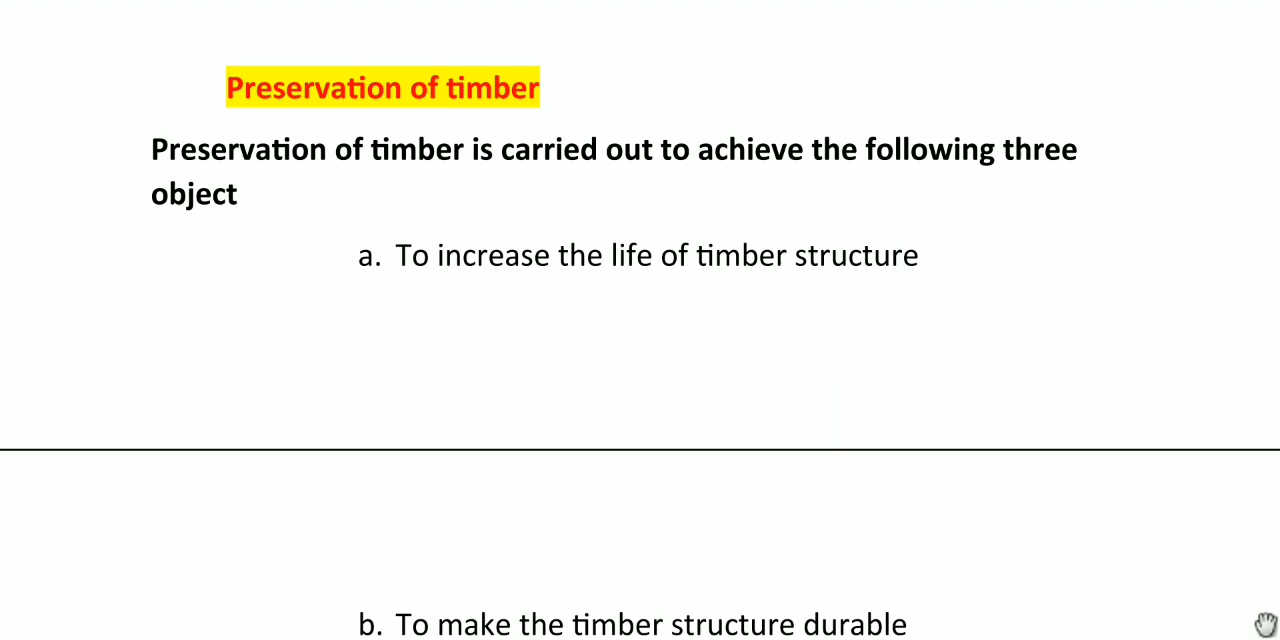 Preservation of timber
Preservation of timber is carried out to achieve the following three
object
a. To increase the life of timber structure
b. To make the timber structure durable